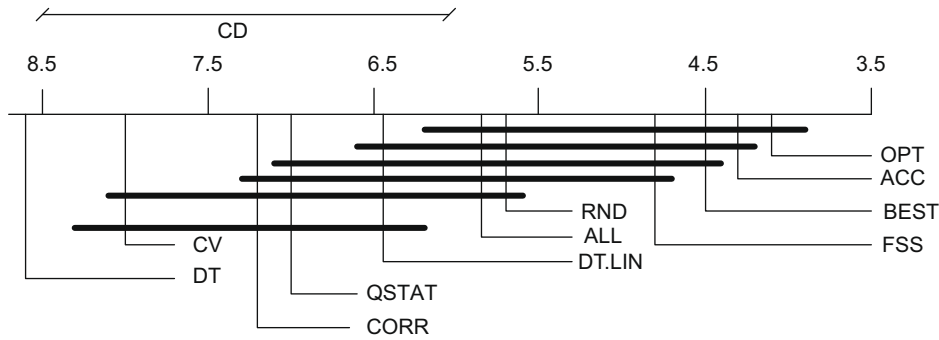 CD
8.5 7.5 6.5 5.5 4.5 3.5
OPT
ACC
RND BEST
ALL
CV FSS
DT.LIN
DT
QSTAT
CORR